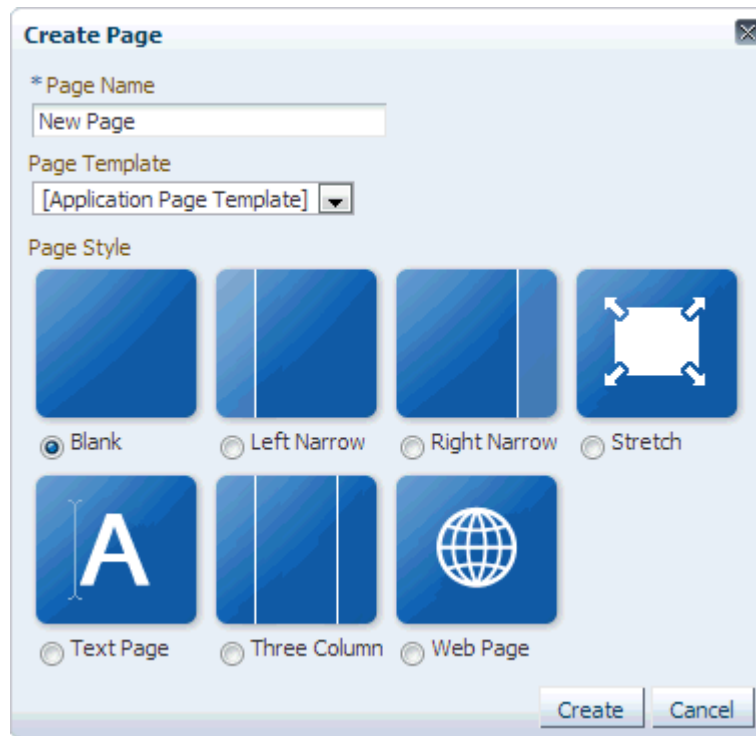 Create Page
* Page Name
New Page
Page Template
[Application Page Template]
Page Style
Blank
Left Narrow
Right Narrow
Stretch
A
Text Page
Three Column
Web Page
Create
Cancel